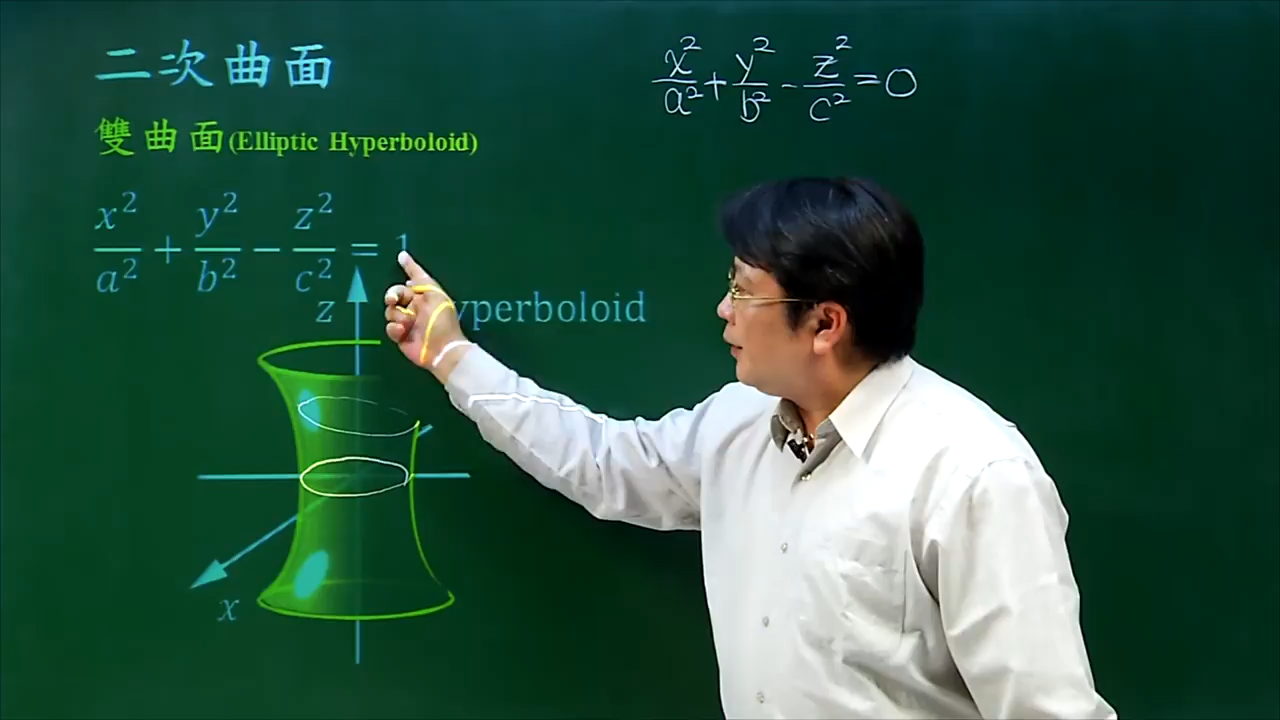 二次曲面
x²/a² + y²/b² - z²/c² = 0
雙曲面(Elliptic Hyperboloid)
x²/a² + y²/b² − z²/c² = 1
z
x